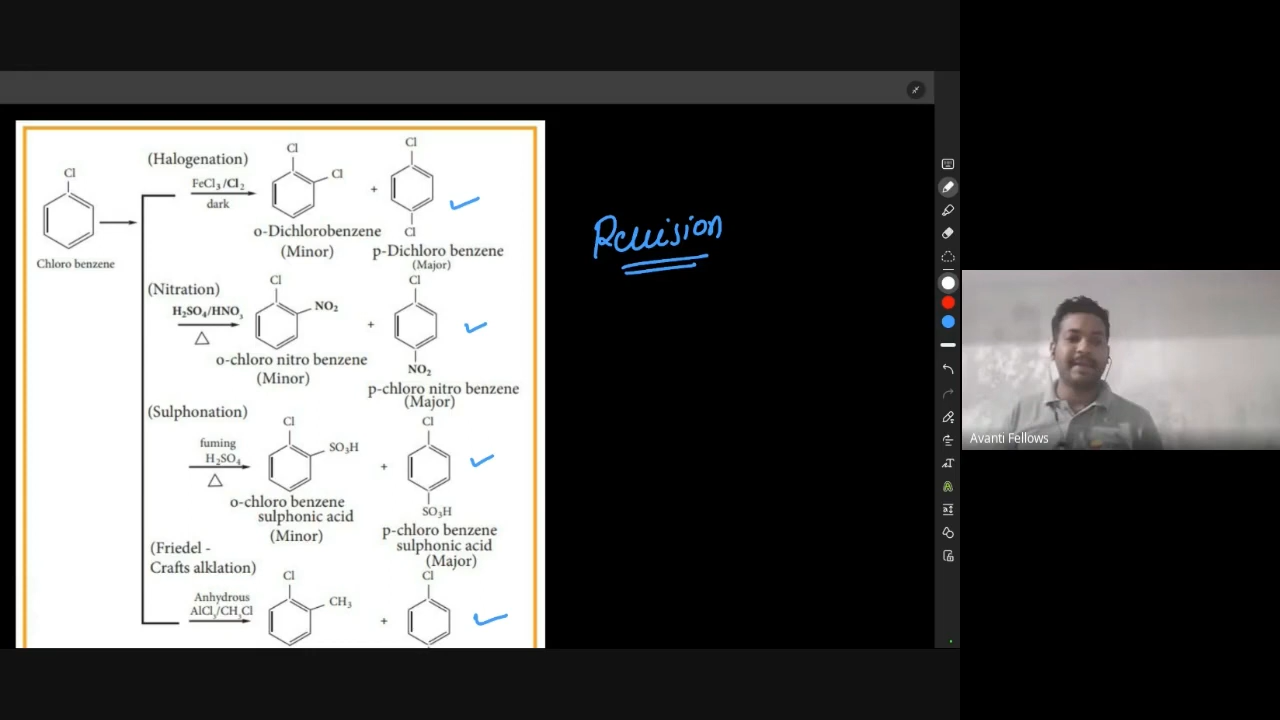 Cl
(Halogenation)
FeCl3/Cl2
dark
Chloro benzene
Cl
Cl
+
Cl
Cl
o-Dichlorobenzene
(Minor)
p-Dichloro benzene
(Major)
(Nitration)
H2SO4/HNO3
△
Cl
NO2
+
Cl
NO2
o-chloro nitro benzene
(Minor)
p-chloro nitro benzene
(Major)
(Sulphonation)
fuming
H2SO4
△
Cl
SO3H
+
Cl
SO3H
o-chloro benzene
sulphonic acid
(Minor)
p-chloro benzene
sulphonic acid
(Major)
(Friedel -
Crafts alklation)
Anhydrous
AlCl3/CH3Cl
Cl
CH3
+
Cl
Revision
Avanti Fellows